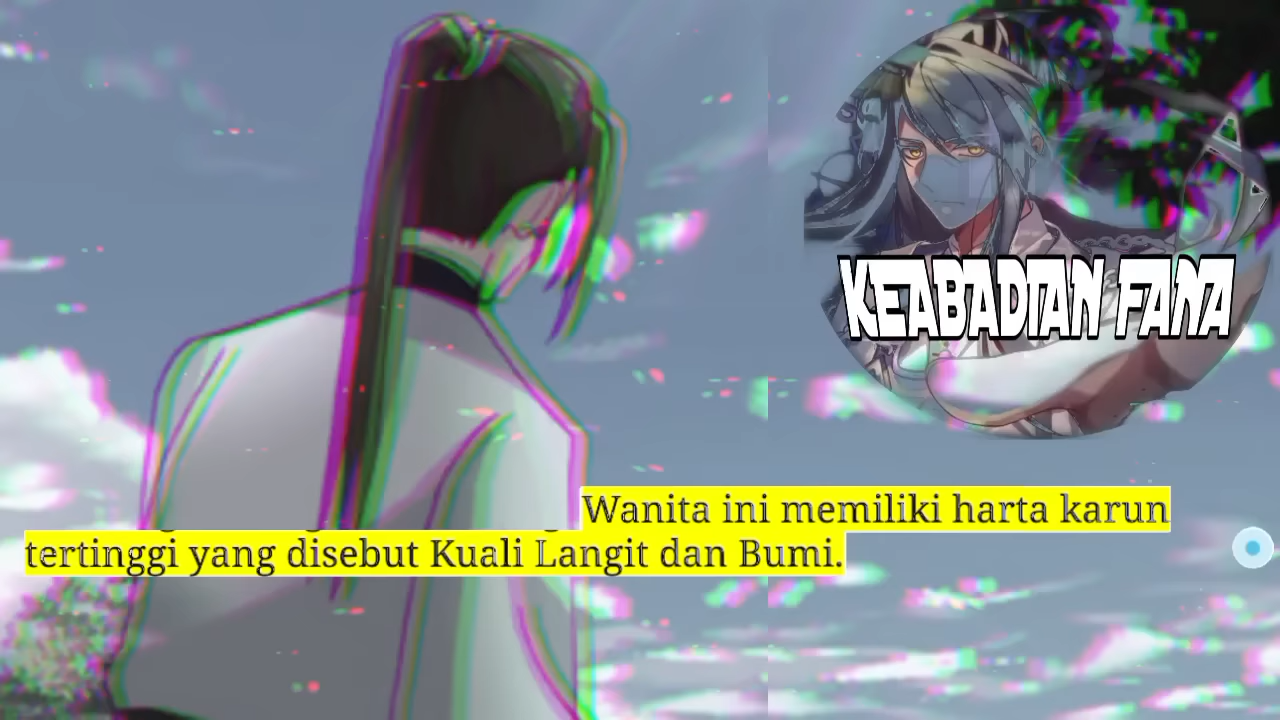 KEABADIAN FANA
Wanita ini memiliki harta karun
tertinggi yang disebut Kuali Langit dan Bumi.